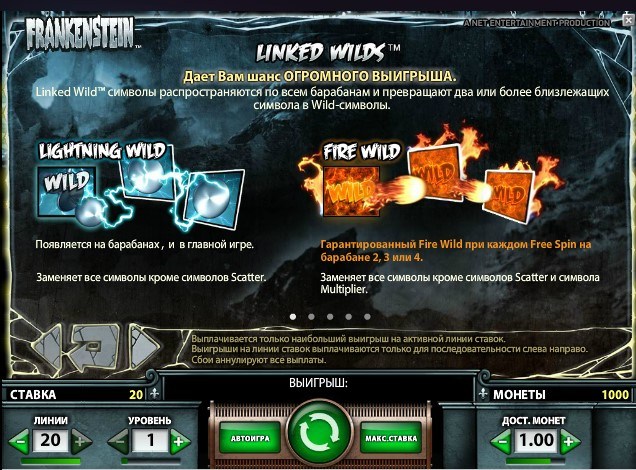 A NET ENTERTAINMENT PRODUCTION
FRANKENSTEIN™
LINKED WILDS™
Дает Вам шанс ОГРОМНОГО ВЫИГРЫША.
Linked Wild™ символы распространяются по всем барабанам и превращают два или более близлежащих
символа в Wild-символы.
LIGHTNING WILD
WILD
FIRE WILD
WILD
WILD
WILD
Появляется на барабанах , и в главной игре.
Заменяет все символы кроме символов Scatter.
Гарантированный Fire Wild при каждом Free Spin на
барабане 2, 3 или 4.
Заменяет все символы кроме символов Scatter и символа
Multiplier.
Выплачивается только наибольший выигрыш на активной линии ставок.
Выигрыши на линии ставок выплачиваются только для последовательности слева направо.
Сбои аннулируют все выплаты.
ВЫИГРЫШ:
СТАВКА 20
МОНЕТЫ 1000
ЛИНИИ
20
УРОВЕНЬ
1
АВТОИГРА
МАКС.СТАВКА
ДОСТ. МОНЕТ
1.00